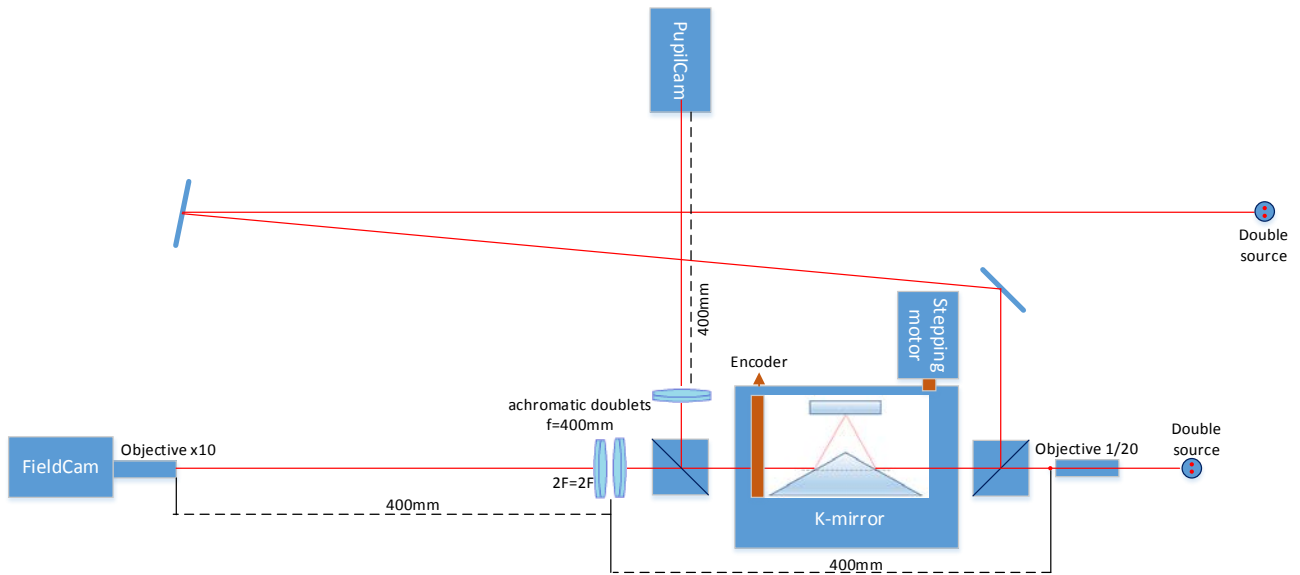 PupilCam
Double
source
400mm
Stepping
motor
Encoder
achromatic doublets
f=400mm
FieldCam
Objective x10
2F=2F
Objective 1/20
Double
source
K-mirror
400mm
400mm